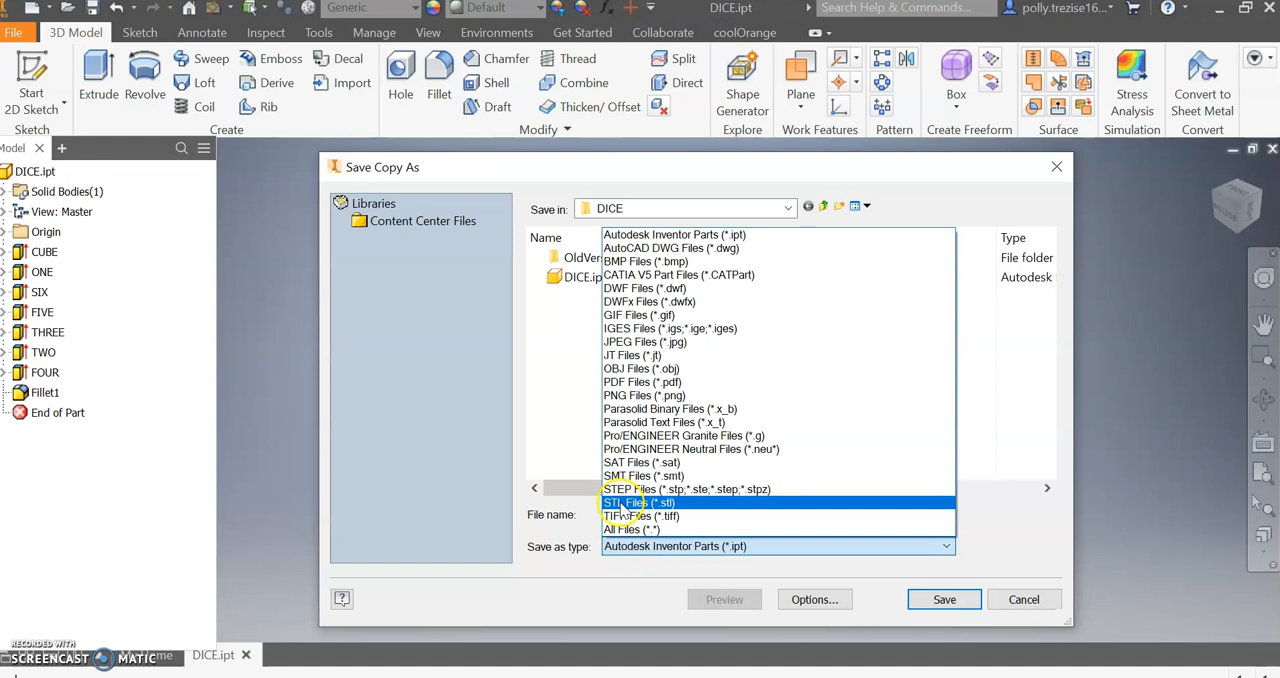 Generic
Default
DICE.ipt
Search Help & Commands...
polly.trezise16...
File
3D Model
Sketch
Annotate
Inspect
Tools
Manage
View
Environments
Get Started
Collaborate
coolOrange
Start
2D Sketch
Extrude
Revolve
Sweep
Emboss
Decal
Loft
Derive
Import
Coil
Rib
Hole
Fillet
Chamfer
Thread
Split
Shell
Combine
Direct
Draft
Thicken/ Offset
Shape
Generator
Plane
Box
Stress
Analysis
Convert to
Sheet Metal
Sketch
Create
Modify
Explore
Work Features
Pattern
Create Freeform
Surface
Simulation
Convert
Model
DICE.ipt
Solid Bodies(1)
View: Master
Origin
CUBE
ONE
SIX
FIVE
THREE
TWO
FOUR
Fillet1
End of Part
Save Copy As
Libraries
Content Center Files
Save in:
DICE
Name
Type
OldVer
File folder
DICE.ip
Autodesk
Autodesk Inventor Parts (*.ipt)
AutoCAD DWG Files (*.dwg)
BMP Files (*.bmp)
CATIA V5 Part Files (*.CATPart)
DWF Files (*.dwf)
DWFx Files (*.dwfx)
GIF Files (*.gif)
IGES Files (*.igs;*.ige;*.iges)
JPEG Files (*.jpg)
JT Files (*.jt)
OBJ Files (*.obj)
PDF Files (*.pdf)
PNG Files (*.png)
Parasolid Binary Files (*.x_b)
Parasolid Text Files (*.x_t)
Pro/ENGINEER Granite Files (*.g)
Pro/ENGINEER Neutral Files (*.neu*)
SAT Files (*.sat)
SMT Files (*.smt)
STEP Files (*.stp;*.ste;*.step;*.stpz)
STL Files (*.stl)
TIFF Files (*.tiff)
All Files (*.*)
File name:
Save as type:
Autodesk Inventor Parts (*.ipt)
Preview
Options...
Save
Cancel
FRONT
RECORDED WITH
SCREENCAST MATIC
DICE.ipt